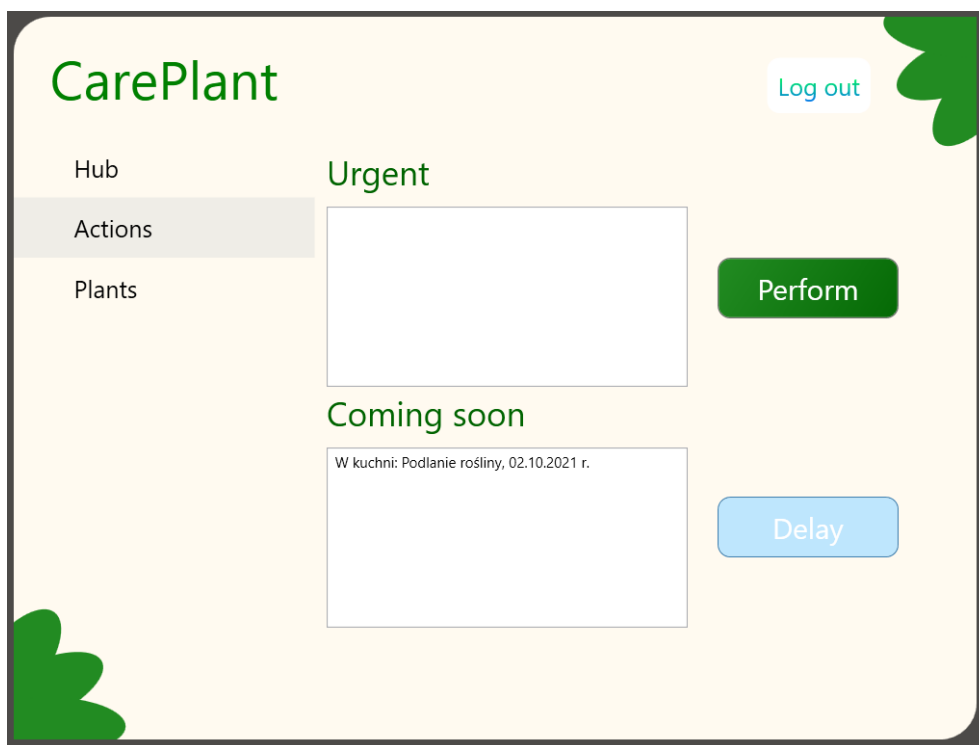 CarePlant
Log out
Hub
Actions
Plants
Urgent
Perform
Coming soon
W kuchni: Podlanie rośliny, 02.10.2021 r.
Delay